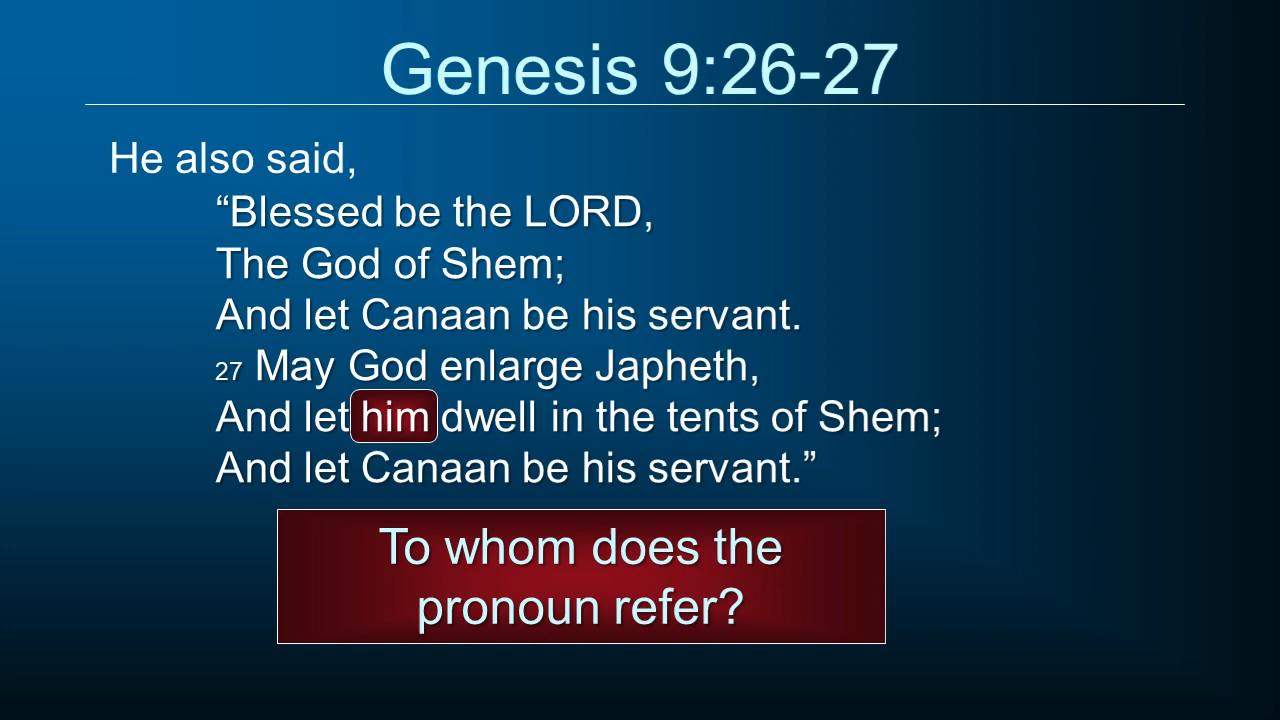 Genesis 9:26-27
He also said,
“Blessed be the LORD,
The God of Shem;
And let Canaan be his servant.
27 May God enlarge Japheth,
And let him dwell in the tents of Shem;
And let Canaan be his servant.”
To whom does the
pronoun refer?